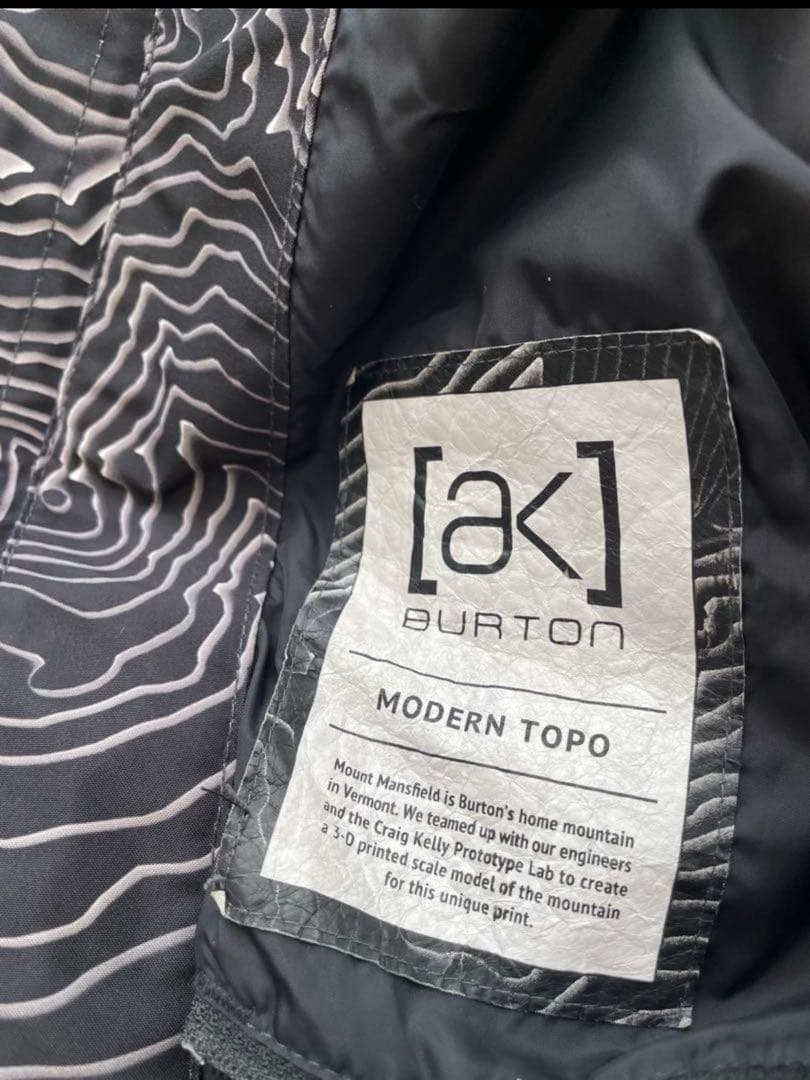 [ak]
BURTON
MODERN TOPO
Mount Mansfield is Burton's home mountain
in Vermont. We teamed up with our engineers
and the Craig Kelly Prototype Lab to create
a 3-D printed scale model of the mountain
for this unique print.